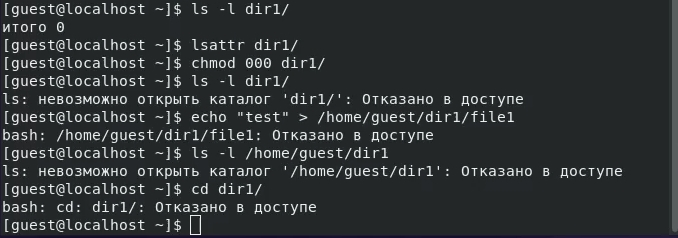 [guest@localhost ~]$ ls -l dir1/
итого 0
[guest@localhost ~]$ lsattr dir1/
[guest@localhost ~]$ chmod 000 dir1/
[guest@localhost ~]$ ls -l dir1/
ls: невозможно открыть каталог 'dir1/': Отказано в доступе
[guest@localhost ~]$ echo "test" > /home/guest/dir1/file1
bash: /home/guest/dir1/file1: Отказано в доступе
[guest@localhost ~]$ ls -l /home/guest/dir1
ls: невозможно открыть каталог '/home/guest/dir1': Отказано в доступе
[guest@localhost ~]$ cd dir1/
bash: cd: dir1/: Отказано в доступе
[guest@localhost ~]$